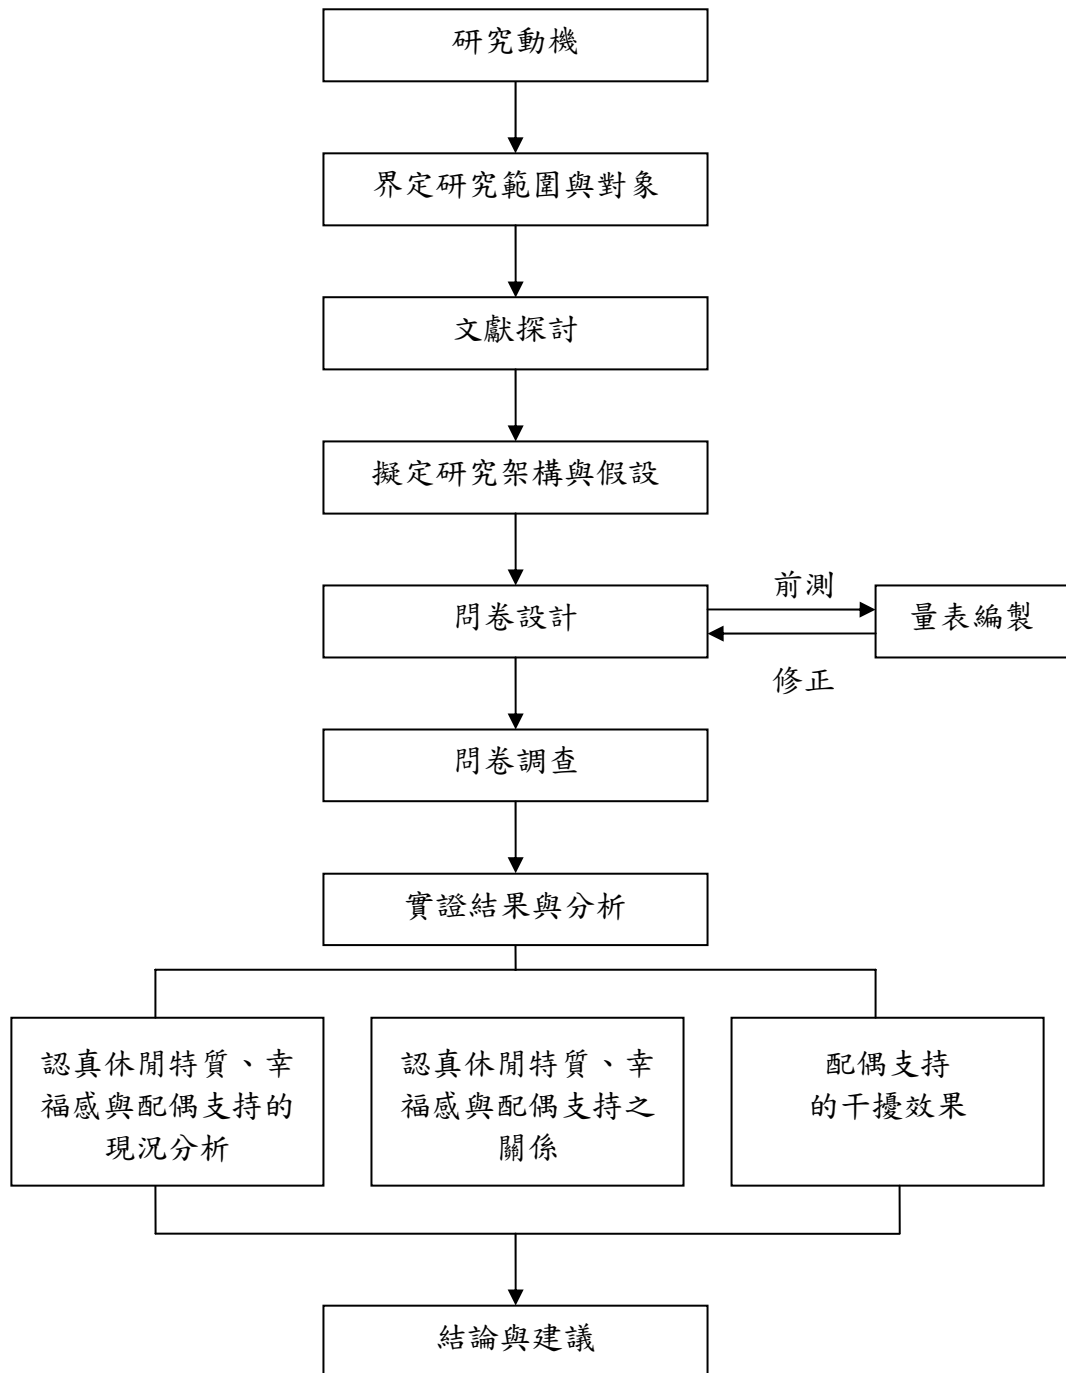 研究動機
界定研究範圍與對象
文獻探討
擬定研究架構與假設
前測
問卷設計
量表編製
修正
問卷調查
實證結果與分析
認真休閒特質、幸
福感與配偶支持的
現況分析
認真休閒特質、幸
福感與配偶支持之
關係
配偶支持
的干擾效果
結論與建議